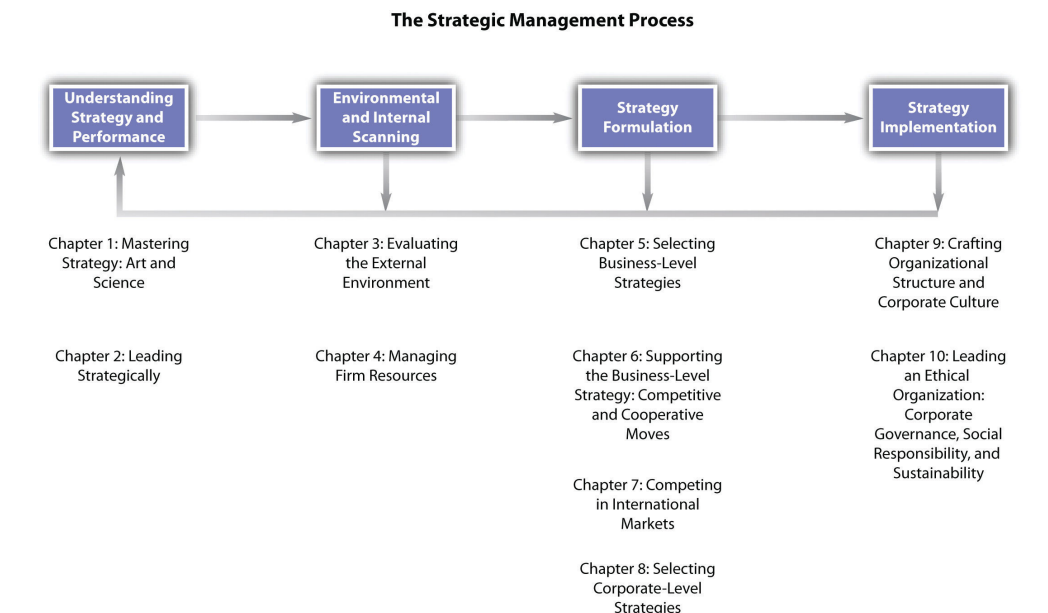 The Strategic Management Process
Understanding
Strategy and
Performance
Environmental
and Internal
Scanning
Strategy
Formulation
Strategy
Implementation
Chapter 1: Mastering
Strategy: Art and
Science
Chapter 2: Leading
Strategically
Chapter 3: Evaluating
the External
Environment
Chapter 4: Managing
Firm Resources
Chapter 5: Selecting
Business-Level
Strategies
Chapter 6: Supporting
the Business-Level
Strategy: Competitive
and Cooperative
Moves
Chapter 7: Competing
in International
Markets
Chapter 8: Selecting
Corporate-Level
Strategies
Chapter 9: Crafting
Organizational
Structure and
Corporate Culture
Chapter 10: Leading
an Ethical
Organization:
Corporate
Governance, Social
Responsibility, and
Sustainability